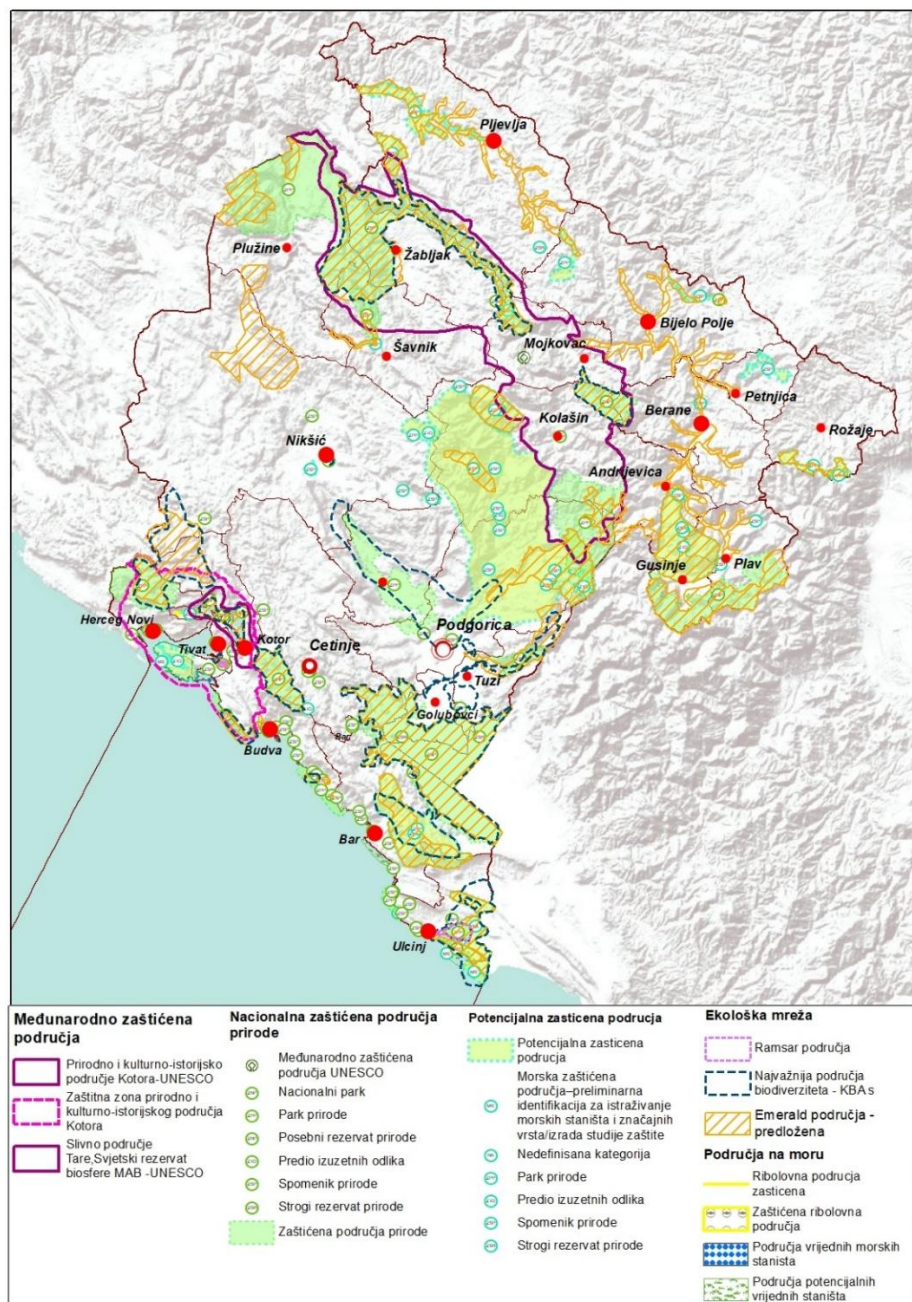 Pljevlja
Plužine
Žabljak
Bijelo Polje
Šavnik
Mojkovac
Petnjica
Berane
Kolašin
Rožaje
Nikšić
Andrijevica
Gusinje
Plav
Herceg Novi
Podgorica
Kotor
Tivat
Cetinje
Tuzi
Golubovci
Budva
Bar
Ulcinj
Međunarodno zaštićena
područja
Prirodno i kulturno-istorijsko
područje Kotora-UNESCO
Zaštitna zona prirodno i
kulturno-istorijskog područja
Kotora
Slivno područje
Tare,Svjetski rezervat
biosfere MAB -UNESCO
Nacionalna zaštićena područja
prirode
Međunarodno zaštićena
područja UNESCO
Nacionalni park
Park prirode
Posebni rezervat prirode
Predio izuzetnih odlika
Spomenik prirode
Strogi rezervat prirode
Zaštićena područja prirode
Potencijalna zasticena podrucja
Potencijalna zasticena
podrucja
Morska zaštićena
područja–preliminarna
identifikacija za istraživanje
morskih staništa i značajnih
vrsta/izrada studije zaštite
Nedefinisana kategorija
Park prirode
Predio izuzetnih odlika
Spomenik prirode
Strogi rezervat prirode
Ekološka mreža
Ramsar područja
Najvažnija područja
biodiverziteta - KBA s
Emerald područja -
predložena
Područja na moru
Ribolovna podrucja
zasticena
Zaštićena ribolovna
područja
Područja vrijednih morskih
stanista
Područja potencijalnih
vrijednih staništa